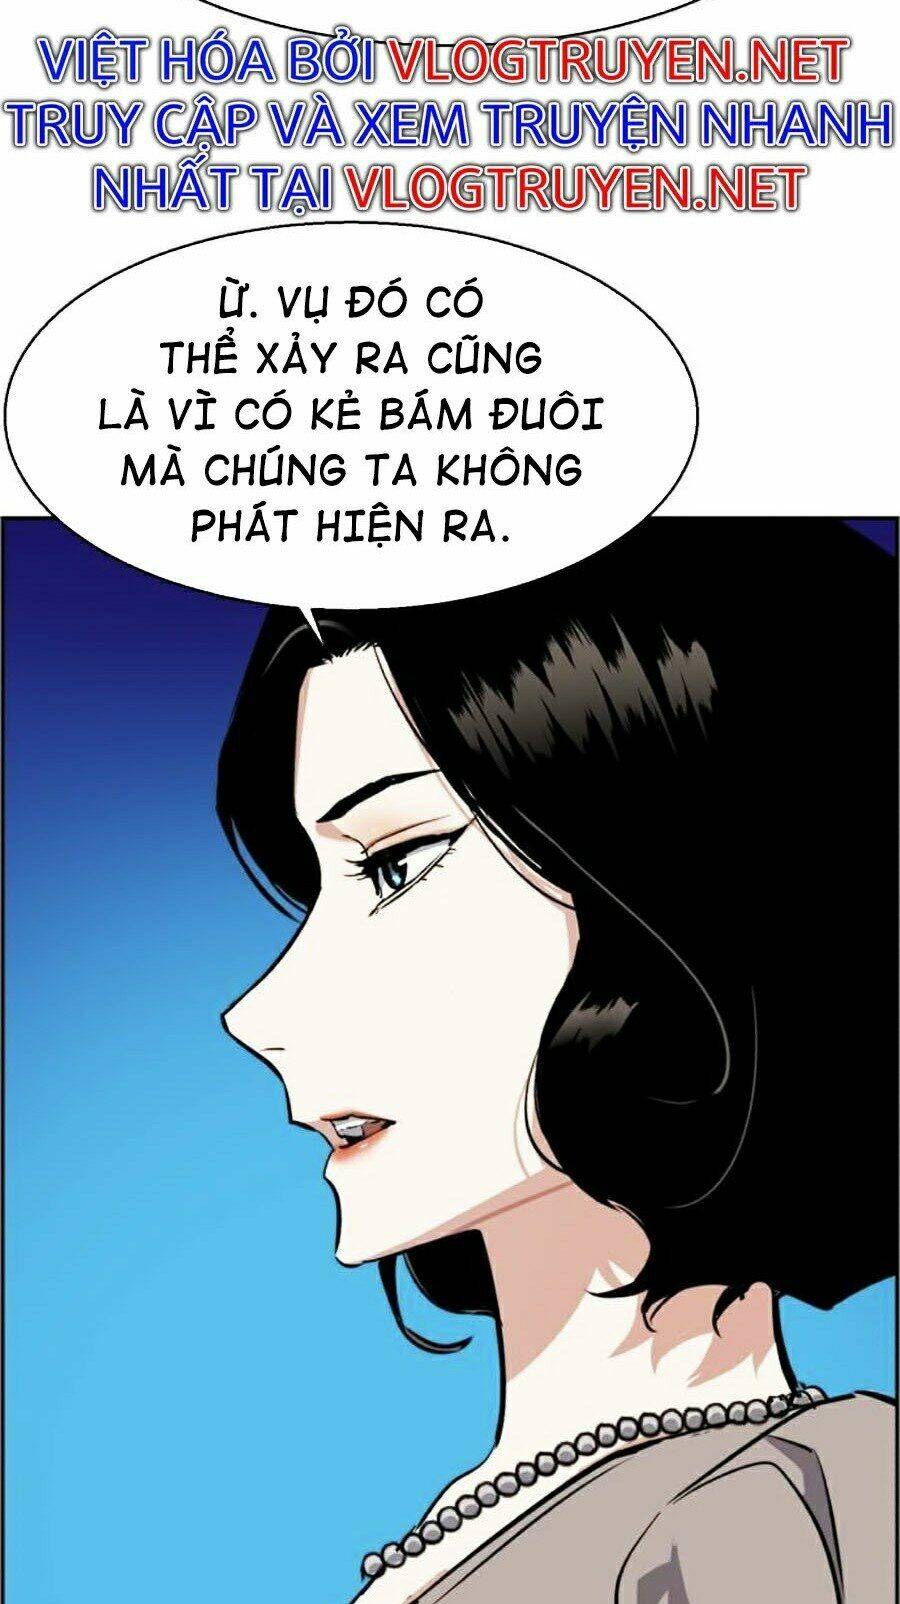 VIỆT HÓA BỞI VLOGTRUYEN.NET
TRUY CẬP VÀ XEM TRUYỆN NHANH
NHẤT TẠI VLOGTRUYEN.NET
Ừ. VỤ ĐÓ CÓ
THỂ XẢY RA CŨNG
LÀ VÌ CÓ KẺ BÁM ĐUÔI
MÀ CHÚNG TA KHÔNG
PHÁT HIỆN RA.